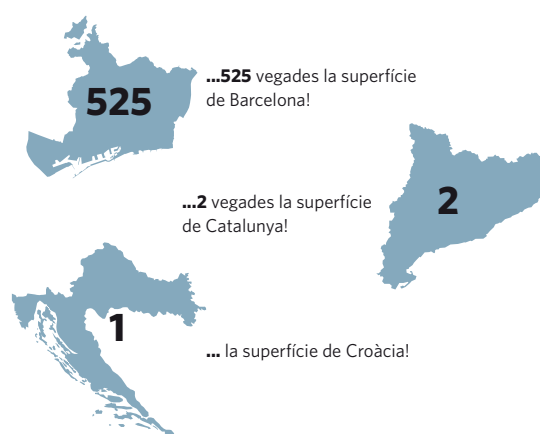 525
...525 vegades la superfície
de Barcelona!
...2 vegades la superfície
de Catalunya!
2
1
... la superfície de Croàcia!